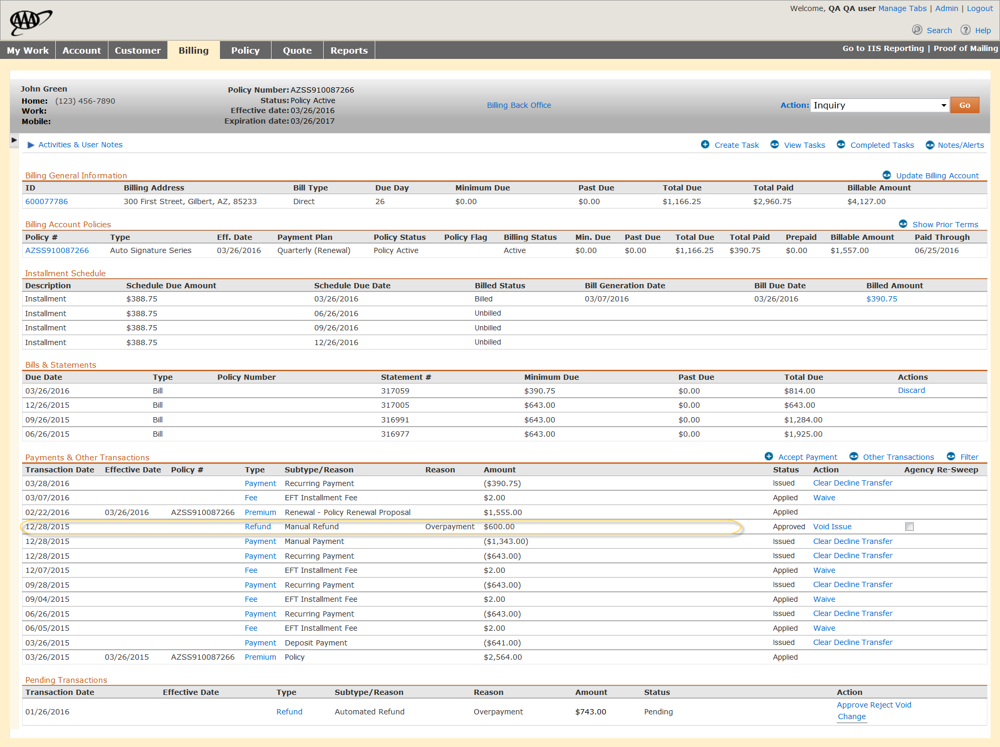 AAA
Welcome, QA QA user Manage Tabs | Admin | Logout
Search Help
My Work Account Customer Billing Policy Quote Reports Go to IIS Reporting | Proof of Mailing
John Green
Home: (123) 456-7890
Work:
Mobile:
Policy Number: AZSS910087266
Status: Policy Active
Effective date: 03/26/2016
Expiration date: 03/26/2017
Billing Back Office
Action: Inquiry Go
Activities & User Notes Create Task View Tasks Completed Tasks Notes/Alerts
Billing General Information Update Billing Account
ID Billing Address Bill Type Due Day Minimum Due Past Due Total Due Total Paid Billable Amount
600077786 300 First Street, Gilbert, AZ, 85233 Direct 26 $0.00 $0.00 $1,166.25 $2,960.75 $4,127.00
Billing Account Policies Show Prior Terms
Policy # Type Eff. Date Payment Plan Policy Status Policy Flag Billing Status Min. Due Past Due Total Due Total Paid Prepaid Billable Amount Paid Through
AZSS910087266 Auto Signature Series 03/26/2016 Quarterly (Renewal) Policy Active Active $0.00 $0.00 $1,166.25 $390.75 $0.00 $1,557.00 06/25/2016
Installment Schedule
Description Schedule Due Amount Schedule Due Date Billed Status Bill Generation Date Bill Due Date Billed Amount
Installment $388.75 03/26/2016 Billed 03/07/2016 03/26/2016 $390.75
Installment $388.75 06/26/2016 Unbilled
Installment $388.75 09/26/2016 Unbilled
Installment $388.75 12/26/2016 Unbilled
Bills & Statements
Due Date Type Policy Number Statement # Minimum Due Past Due Total Due Actions
03/26/2016 Bill 317059 $390.75 $0.00 $814.00 Discard
12/26/2015 Bill 317005 $643.00 $0.00 $643.00
09/26/2015 Bill 316991 $643.00 $0.00 $1,284.00
06/26/2015 Bill 316977 $643.00 $0.00 $1,925.00
Payments & Other Transactions Accept Payment Other Transactions Filter
Transaction Date Effective Date Policy # Type Subtype/Reason Reason Amount Status Action Agency Re-Sweep
03/28/2016 Payment Recurring Payment ($390.75) Issued Clear Decline Transfer
03/07/2016 Fee EFT Installment Fee $2.00 Applied Waive
02/22/2016 03/26/2016 AZSS910087266 Premium Renewal - Policy Renewal Proposal $1,555.00 Applied
12/28/2015 Refund Manual Refund Overpayment $600.00 Approved Void Issue
12/28/2015 Payment Manual Payment ($1,343.00) Issued Clear Decline Transfer
12/28/2015 Payment Recurring Payment ($643.00) Issued Clear Decline Transfer
12/07/2015 Fee EFT Installment Fee $2.00 Applied Waive
09/28/2015 Payment Recurring Payment ($643.00) Issued Clear Decline Transfer
09/04/2015 Fee EFT Installment Fee $2.00 Applied Waive
06/26/2015 Payment Recurring Payment ($643.00) Issued Clear Decline Transfer
06/05/2015 Fee EFT Installment Fee $2.00 Applied Waive
03/26/2015 Payment Deposit Payment ($641.00) Issued Clear Decline Transfer
03/26/2015 03/26/2015 AZSS910087266 Premium Policy $2,564.00 Applied
Pending Transactions
Transaction Date Effective Date Type Subtype/Reason Reason Amount Status Action
01/26/2016 Refund Automated Refund Overpayment $743.00 Pending Approve Reject Void
Change